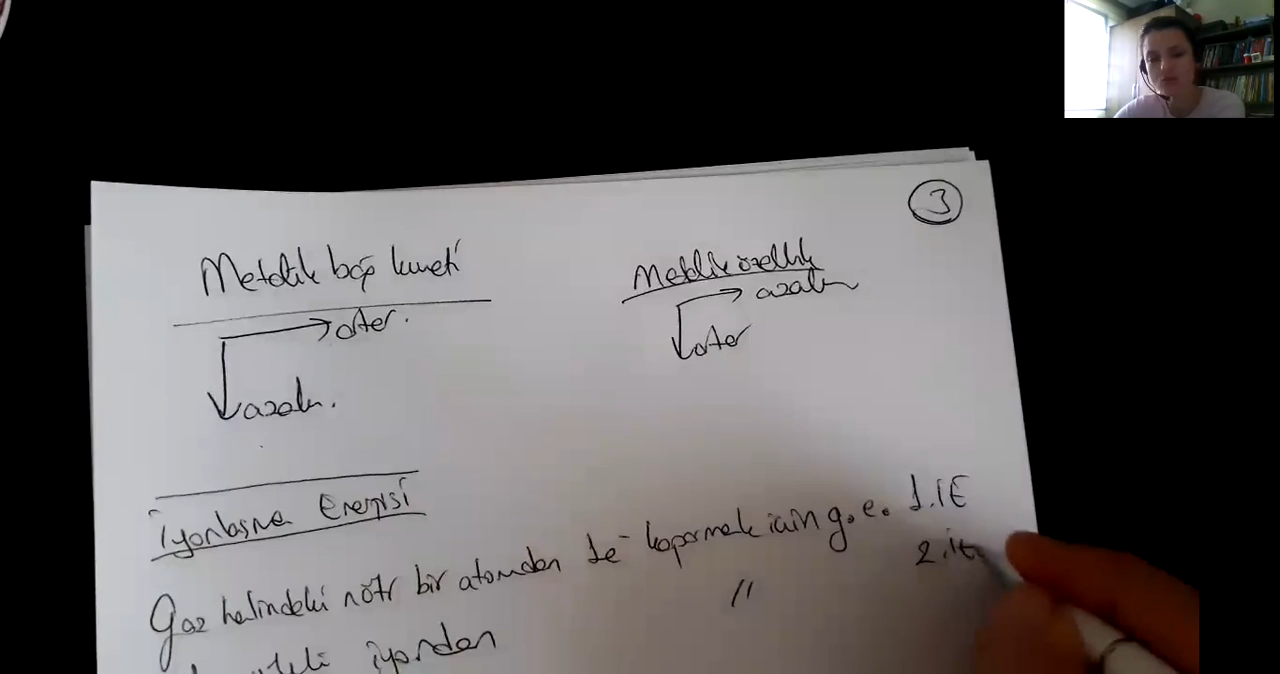 3
Metalik bağ kuvveti
Metalik özellik
artar.
azalır.
azalır
artar
İyonlaşma Enerjisi
Gaz halindeki nötr bir atomdan 1e⁻ koparmak için g.e. 1.İE
iyondan " 2.İE